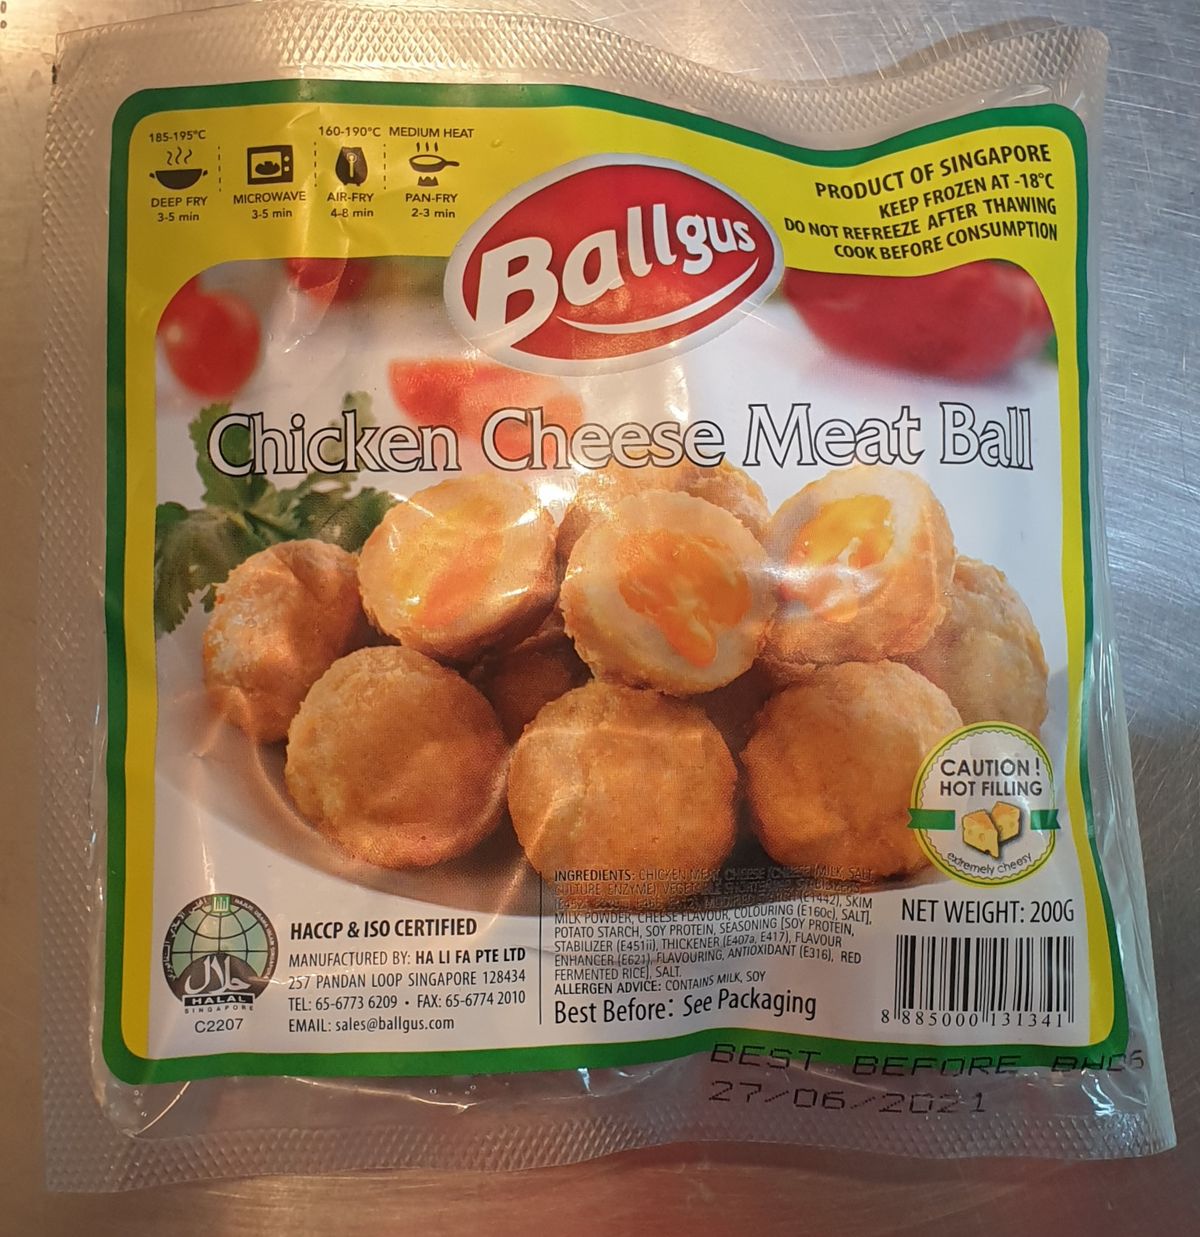 185-195°C
DEEP FRY
3-5 min
MICROWAVE
3-5 min
160-190°C
AIR-FRY
4-8 min
MEDIUM HEAT
PAN-FRY
2-3 min
Ballgus
PRODUCT OF SINGAPORE
KEEP FROZEN AT -18°C
DO NOT REFREEZE AFTER THAWING
COOK BEFORE CONSUMPTION
Chicken Cheese Meat Ball
CAUTION !
HOT FILLING
extremely cheesy
حلال
HALAL
SINGAPORE
C2207
HACCP & ISO CERTIFIED
MANUFACTURED BY: HA LI FA PTE LTD
257 PANDAN LOOP SINGAPORE 128434
TEL: 65-6773 6209 • FAX: 65-6774 2010
EMAIL: sales@ballgus.com
INGREDIENTS: CHICKEN MEAT, CHEESE [CHEESE (MILK, SALT,
CULTURE, ENZYME),
(E1442), SKIM
MILK POWDER, CHEESE FLAVOUR, COLOURING (E160c), SALT],
POTATO STARCH, SOY PROTEIN, SEASONING [SOY PROTEIN,
STABILIZER (E451ii), THICKENER (E407a, E417), FLAVOUR
ENHANCER (E621), FLAVOURING, ANTIOXIDANT (E316), RED
FERMENTED RICE], SALT.
ALLERGEN ADVICE: CONTAINS MILK, SOY
Best Before: See Packaging
NET WEIGHT: 200G
8 885000 131341
BEST BEFORE
27/06/2021